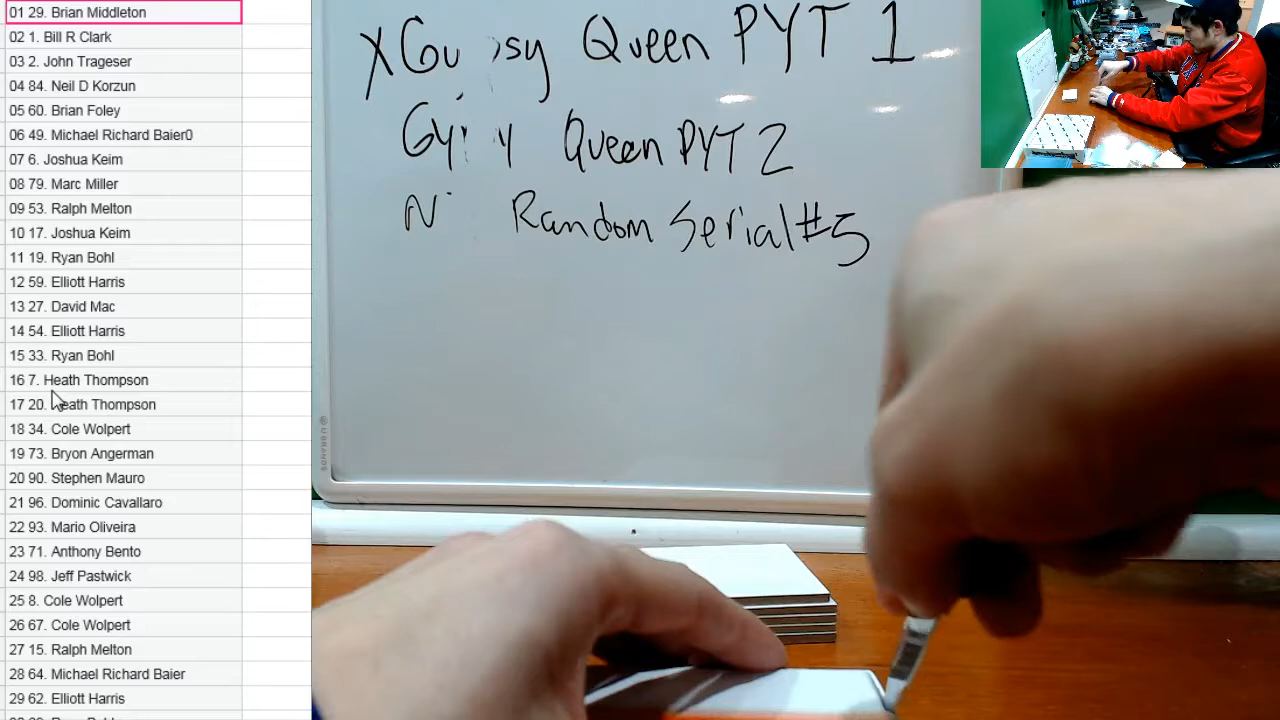 01 29. Brian Middleton
02 1. Bill R Clark
03 2. John Trageser
04 84. Neil D Korzun
05 60. Brian Foley
06 49. Michael Richard Baier0
07 6. Joshua Keim
08 79. Marc Miller
09 53. Ralph Melton
10 17. Joshua Keim
11 19. Ryan Bohl
12 59. Elliott Harris
13 27. David Mac
14 54. Elliott Harris
15 33. Ryan Bohl
16 7. Heath Thompson
17 20. Heath Thompson
18 34. Cole Wolpert
19 73. Bryon Angerman
20 90. Stephen Mauro
21 96. Dominic Cavallaro
22 93. Mario Oliveira
23 71. Anthony Bento
24 98. Jeff Pastwick
25 8. Cole Wolpert
26 67. Cole Wolpert
27 15. Ralph Melton
28 64. Michael Richard Baier
29 62. Elliott Harris
X Queen PYT 1
Queen PYT 2
N Random Serial #5